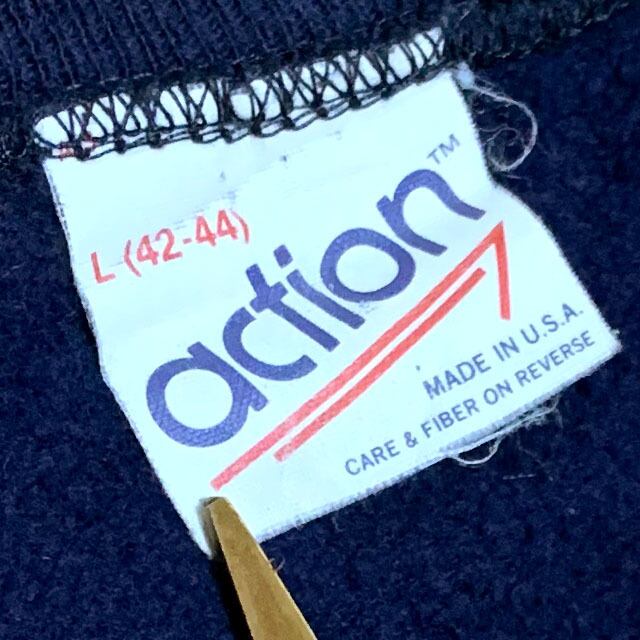 L (42-44)
action™
MADE IN U.S.A.
CARE & FIBER ON REVERSE